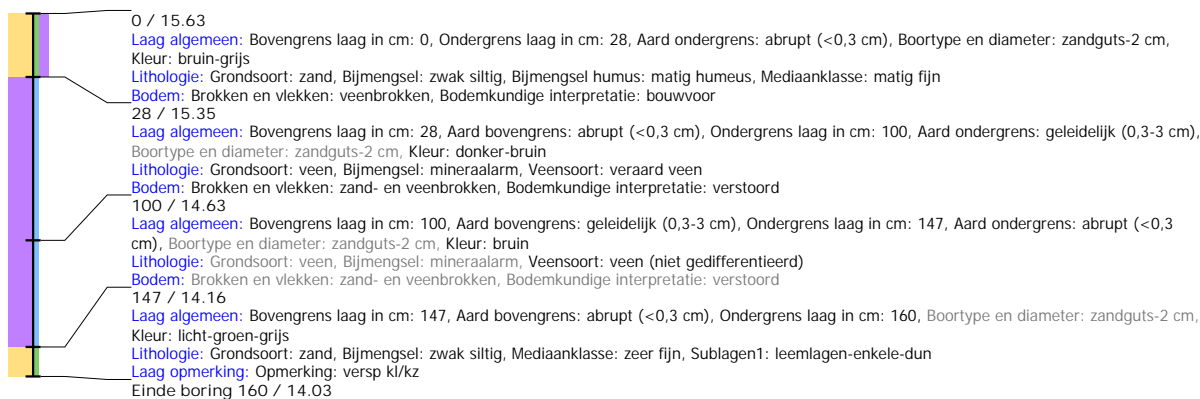 0 / 15.63
Laag algemeen: Bovengrens laag in cm: 0, Ondergrens laag in cm: 28, Aard ondergrens: abrupt (<0,3 cm), Boortype en diameter: zandguts-2 cm,
Kleur: bruin-grijs
Lithologie: Grondsoort: zand, Bijmengsel: zwak siltig, Bijmengsel humus: matig humeus, Mediaanklasse: matig fijn
Bodem: Brokken en vlekken: veenbrokken, Bodemkundige interpretatie: bouwvoor
28 / 15.35
Laag algemeen: Bovengrens laag in cm: 28, Aard bovengrens: abrupt (<0,3 cm), Ondergrens laag in cm: 100, Aard ondergrens: geleidelijk (0,3-3 cm),
Boortype en diameter: zandguts-2 cm, Kleur: donker-bruin
Lithologie: Grondsoort: veen, Bijmengsel: mineraalarm, Veensoort: veraard veen
Bodem: Brokken en vlekken: zand- en veenbrokken, Bodemkundige interpretatie: verstoord
100 / 14.63
Laag algemeen: Bovengrens laag in cm: 100, Aard bovengrens: geleidelijk (0,3-3 cm), Ondergrens laag in cm: 147, Aard ondergrens: abrupt (<0,3
cm), Boortype en diameter: zandguts-2 cm, Kleur: bruin
Lithologie: Grondsoort: veen, Bijmengsel: mineraalarm, Veensoort: veen (niet gedifferentieerd)
Bodem: Brokken en vlekken: zand- en veenbrokken, Bodemkundige interpretatie: verstoord
147 / 14.16
Laag algemeen: Bovengrens laag in cm: 147, Aard bovengrens: abrupt (<0,3 cm), Ondergrens laag in cm: 160, Boortype en diameter: zandguts-2 cm,
Kleur: licht-groen-grijs
Lithologie: Grondsoort: zand, Bijmengsel: zwak siltig, Mediaanklasse: zeer fijn, Sublagen1: leemlagen-enkele-dun
Laag opmerking: Opmerking: versp kl/kz
Einde boring 160 / 14.03